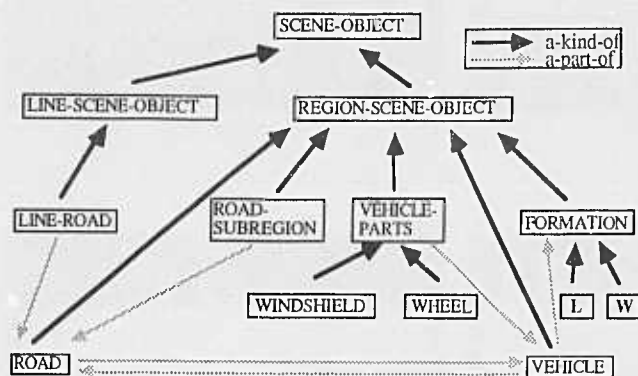 SCENE-OBJECT
a-kind-of
a-part-of
LINE-SCENE-OBJECT
REGION-SCENE-OBJECT
LINE-ROAD
ROAD-
SUBREGION
VEHICLE-
PARTS
FORMATION
WINDSHIELD
WHEEL
L
W
ROAD
VEHICLE